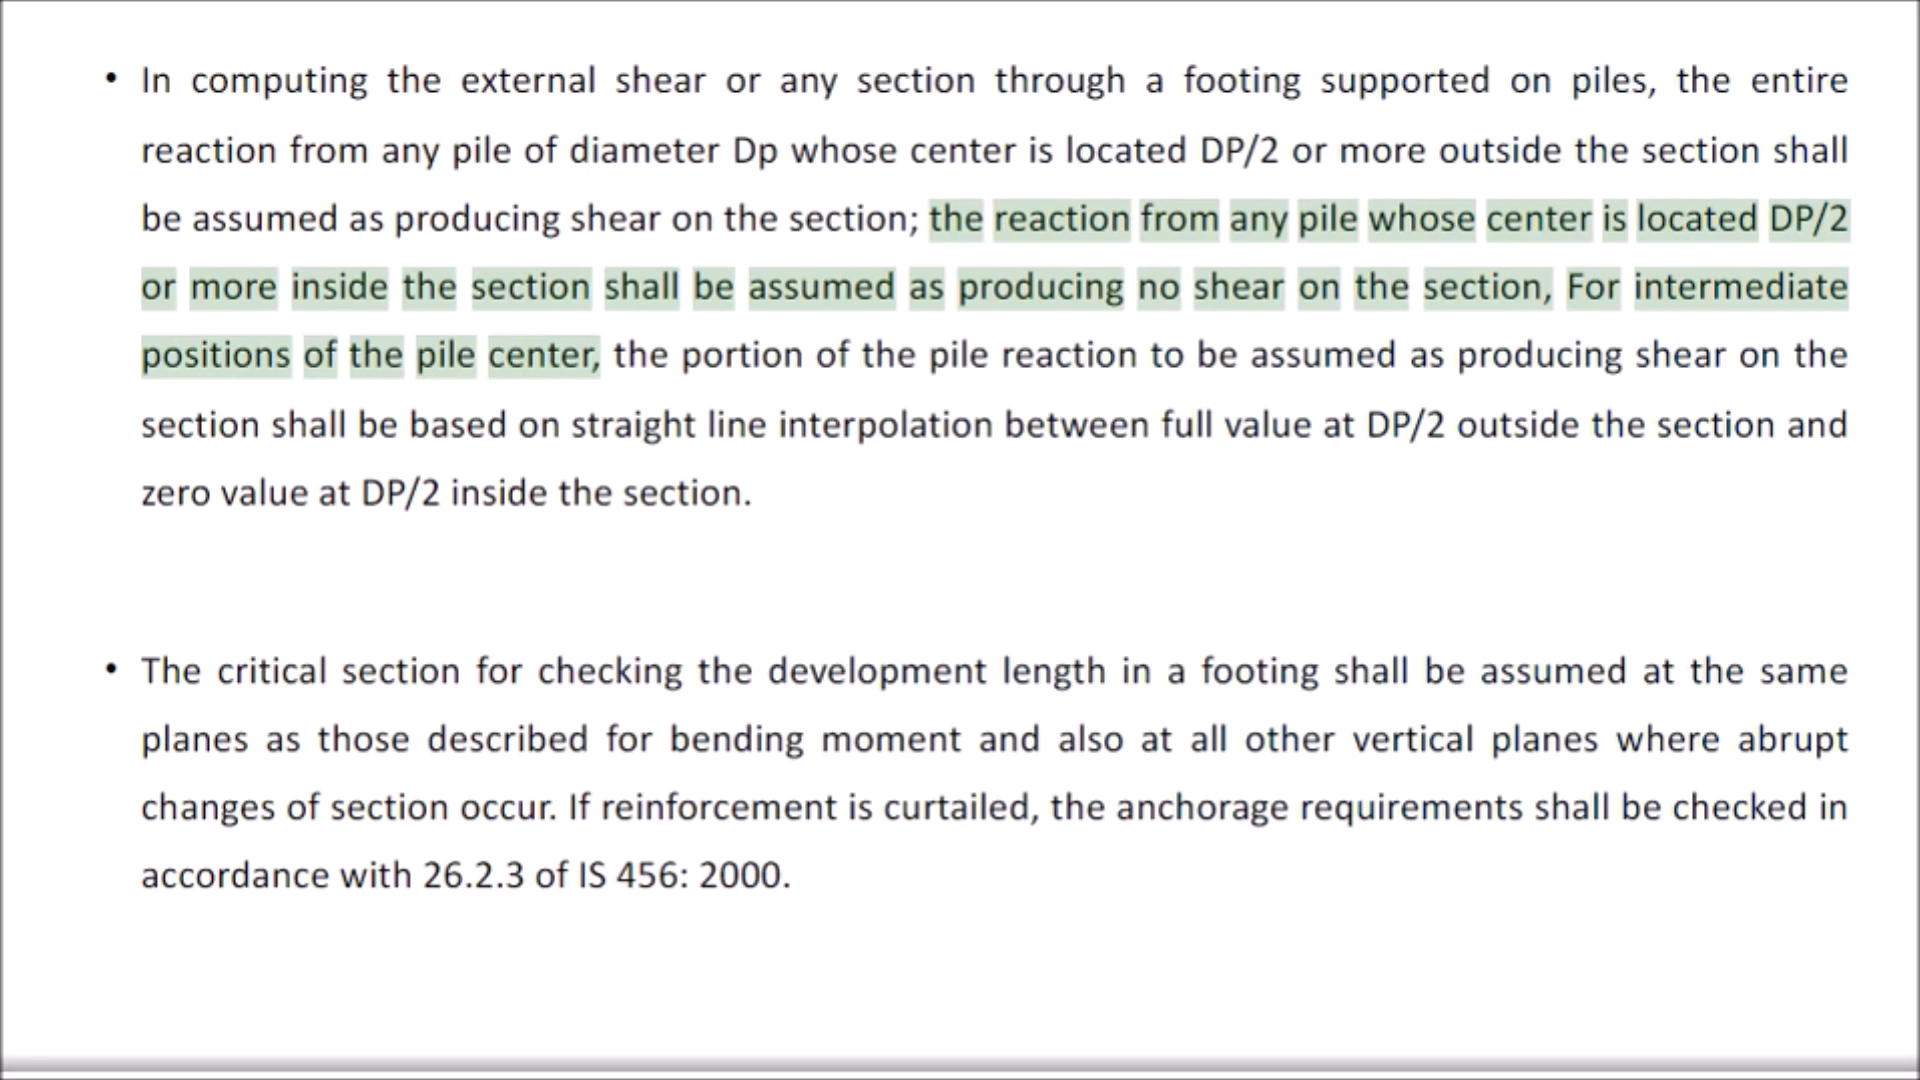 • In computing the external shear or any section through a footing supported on piles, the entire
reaction from any pile of diameter Dp whose center is located DP/2 or more outside the section shall
be assumed as producing shear on the section; the reaction from any pile whose center is located DP/2
or more inside the section shall be assumed as producing no shear on the section, For intermediate
positions of the pile center, the portion of the pile reaction to be assumed as producing shear on the
section shall be based on straight line interpolation between full value at DP/2 outside the section and
zero value at DP/2 inside the section.
• The critical section for checking the development length in a footing shall be assumed at the same
planes as those described for bending moment and also at all other vertical planes where abrupt
changes of section occur. If reinforcement is curtailed, the anchorage requirements shall be checked in
accordance with 26.2.3 of IS 456: 2000.